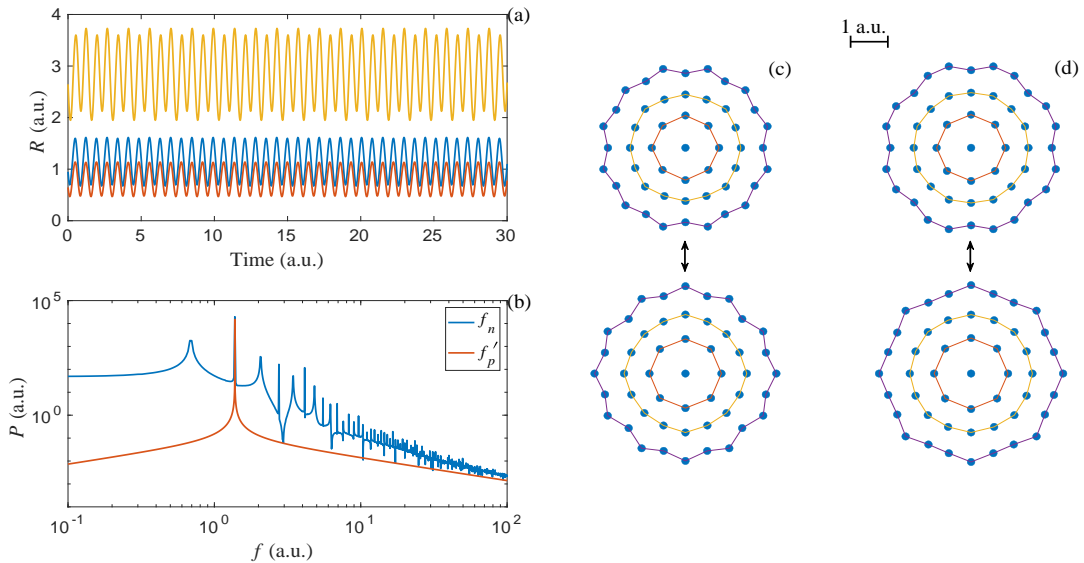 (a)
4
3
2
1
0
R (a.u.)
0 5 10 15 20 25 30
Time (a.u.)
(b)
10^5
10^0
P (a.u.)
f_n
f_p'
10^-1 10^0 10^1 10^2
f (a.u.)
1 a.u.
(c)
(d)